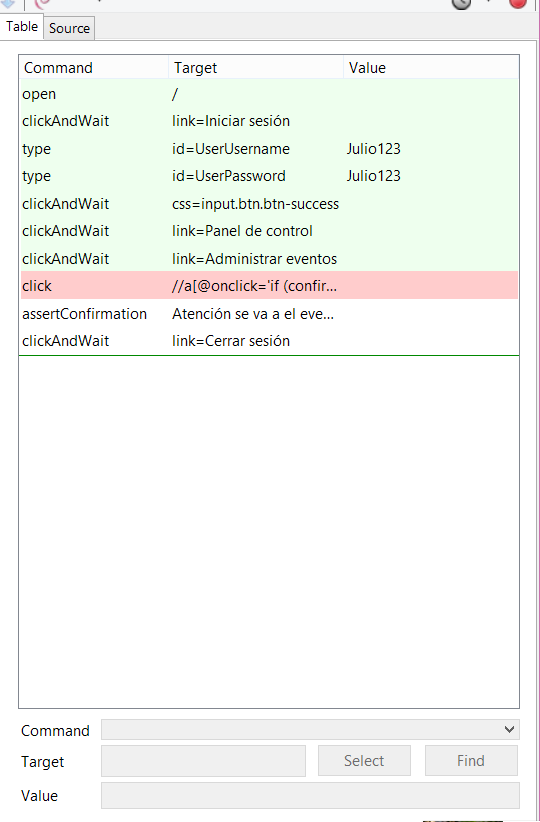 Table Source
Command Target Value
open /
clickAndWait link=Iniciar sesión
type id=UserUsername Julio123
type id=UserPassword Julio123
clickAndWait css=input.btn.btn-success
clickAndWait link=Panel de control
clickAndWait link=Administrar eventos
click //a[@onclick='if (confir...
assertConfirmation Atención se va a el eve...
clickAndWait link=Cerrar sesión
Command
Target Select Find
Value